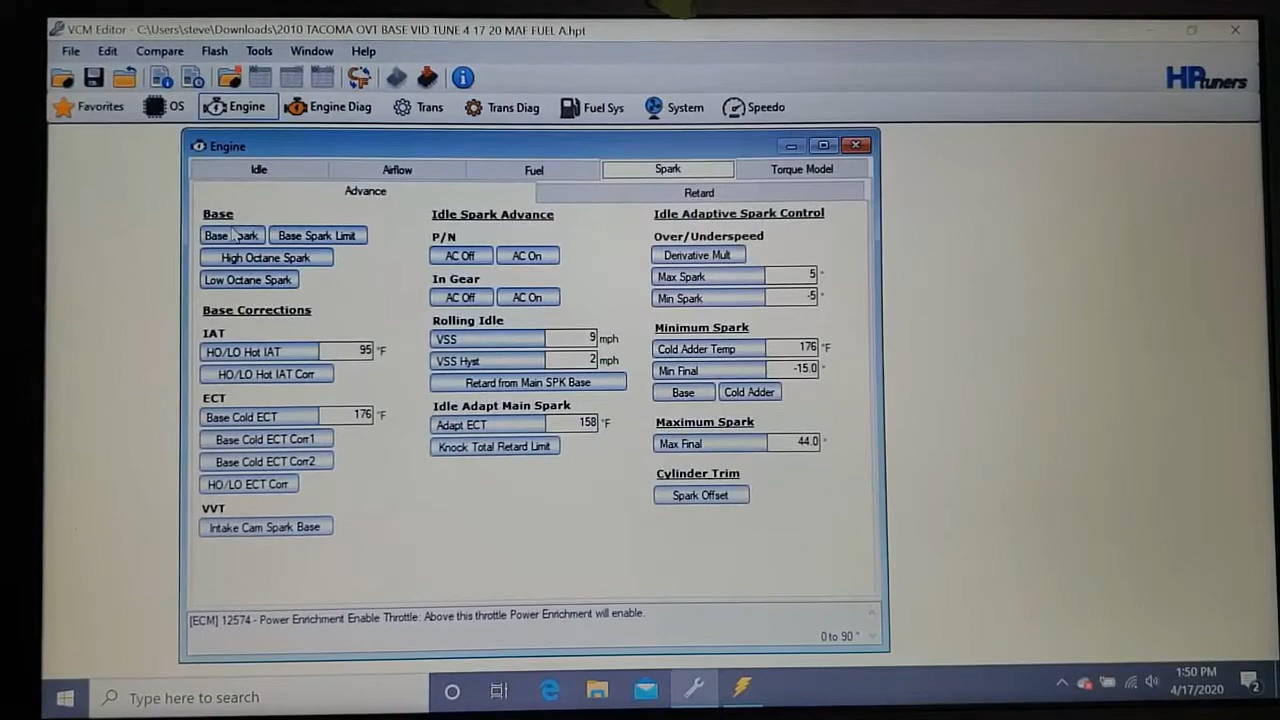 VCM Editor - C:\Users\steve\Downloads\2010 TACOMA OVT BASE VID TUNE 4 17 20 MAF FUEL A.hpt
File Edit Compare Flash Tools Window Help
HPtuners
Favorites OS Engine Engine Diag Trans Trans Diag Fuel Sys System Speedo
Engine
Idle Airflow Fuel Spark Torque Model
Advance Retard
Base
Base Spark Base Spark Limit
High Octane Spark
Low Octane Spark
Base Corrections
IAT
HO/LO Hot IAT 95 °F
HO/LO Hot IAT Corr
ECT
Base Cold ECT 176 °F
Base Cold ECT Corr1
Base Cold ECT Corr2
HO/LO ECT Corr
VVT
Intake Cam Spark Base
Idle Spark Advance
P/N
AC Off AC On
In Gear
AC Off AC On
Rolling Idle
VSS 9 mph
VSS Hyst 2 mph
Retard from Main SPK Base
Idle Adapt Main Spark
Adapt ECT 158 °F
Knock Total Retard Limit
Idle Adaptive Spark Control
Over/Underspeed
Derivative Mult
Max Spark 5 °
Min Spark -5 °
Minimum Spark
Cold Adder Temp 176 °F
Min Final -15.0 °
Base Cold Adder
Maximum Spark
Max Final 44.0 °
Cylinder Trim
Spark Offset
[ECM] 12574 - Power Enrichment Enable Throttle: Above this throttle Power Enrichment will enable.
0 to 90 °
Type here to search
1:50 PM
4/17/2020
2